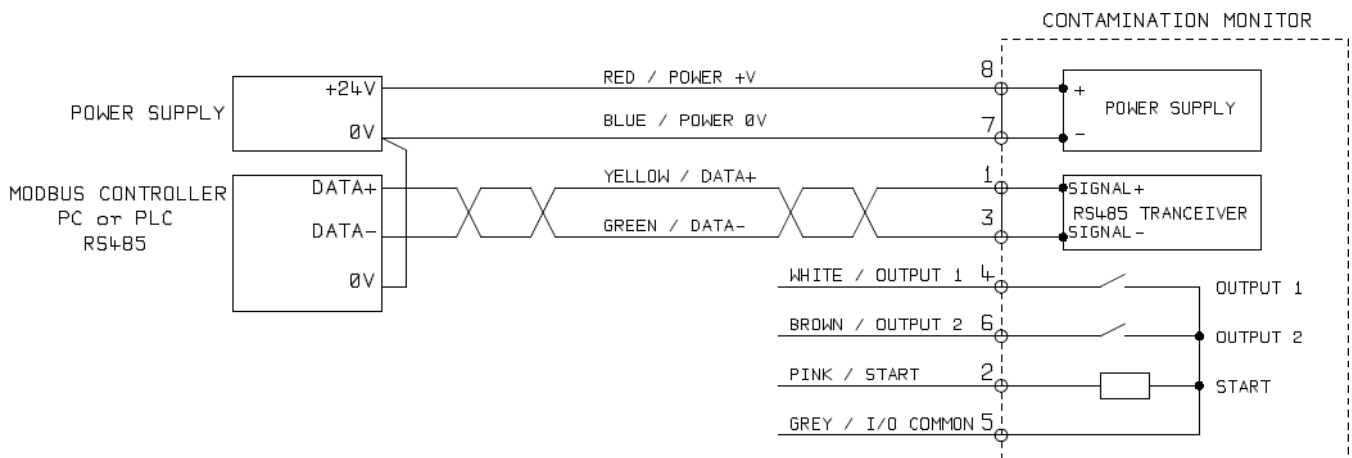 CONTAMINATION MONITOR
POWER SUPPLY
+24V
0V
RED / POWER +V
8
BLUE / POWER 0V
7
+
-
POWER SUPPLY
MODBUS CONTROLLER
PC or PLC
RS485
DATA+
DATA-
0V
YELLOW / DATA+
1
GREEN / DATA-
3
SIGNAL+
RS485 TRANCEIVER
SIGNAL-
WHITE / OUTPUT 1
4
OUTPUT 1
BROWN / OUTPUT 2
6
OUTPUT 2
PINK / START
2
START
GREY / I/O COMMON
5